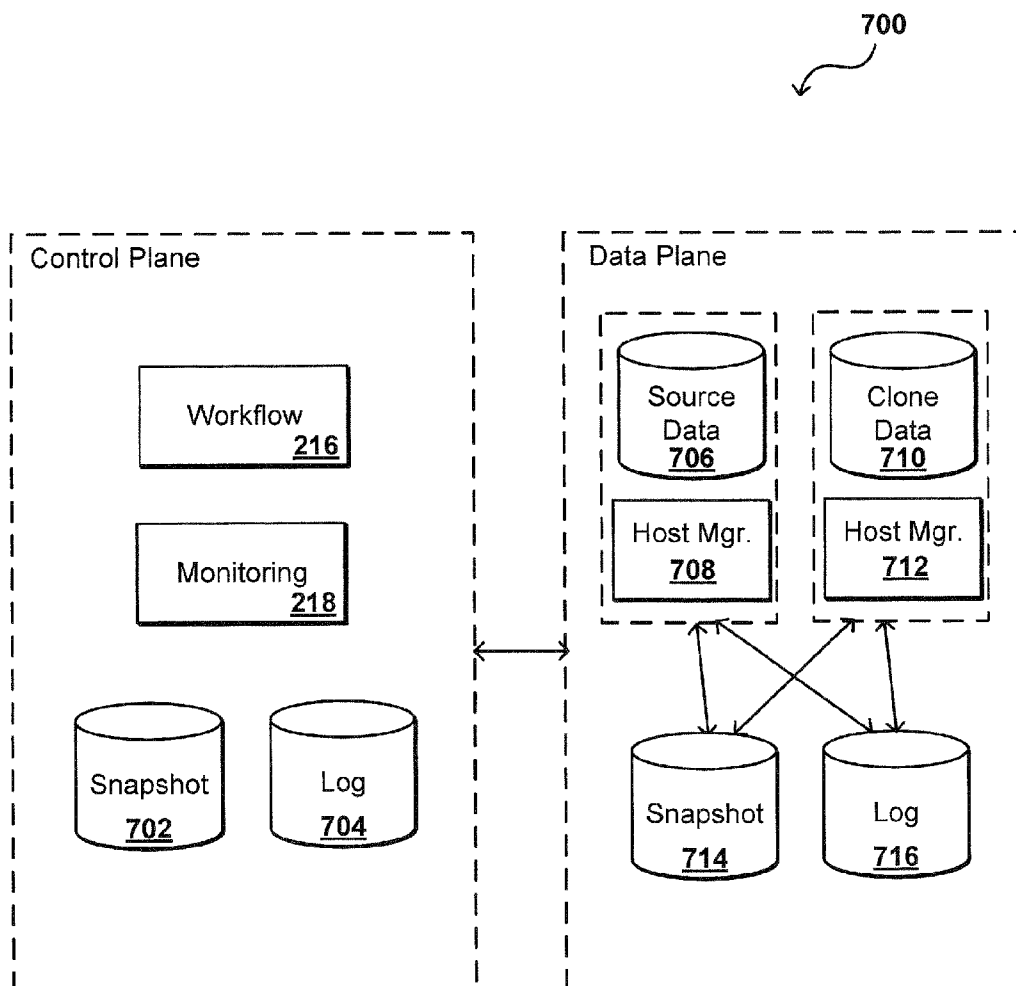 700
Control Plane
Workflow
216
Monitoring
218
Snapshot
702
Log
704
Data Plane
Source
Data
706
Clone
Data
710
Host Mgr.
708
Host Mgr.
712
Snapshot
714
Log
716